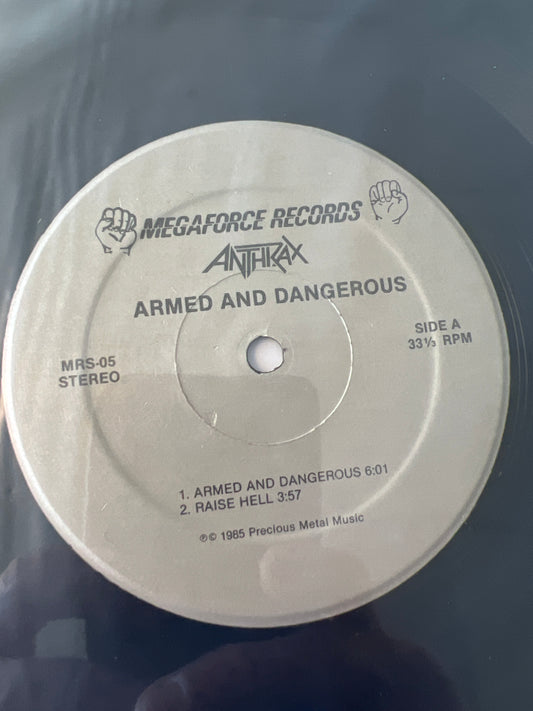 MEGAFORCE RECORDS
ANTHRAX
ARMED AND DANGEROUS
MRS-05
STEREO
SIDE A
33⅓ RPM
1. ARMED AND DANGEROUS 6:01
2. RAISE HELL 3:57
℗© 1985 Precious Metal Music